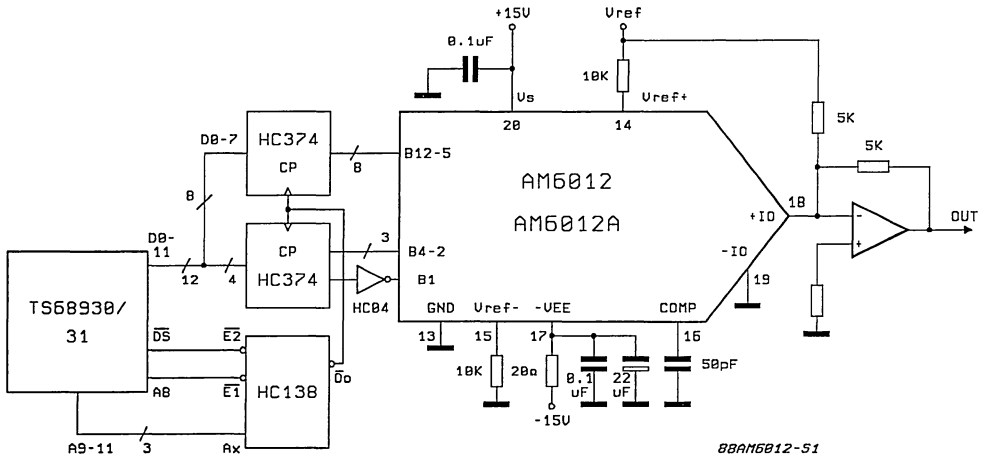 +15V
Vref
0.1uF
10K
Vs
Vref+
20
14
5K
D0-7
HC374
CP
8
B12-5
8
AM6012
AM6012A
5K
+IO
18
-
+
OUT
-IO
19
D0-
11
12
4
CP
HC374
3
B4-2
B1
HC04
TS68930/
31
GND
Vref-
-VEE
COMP
13
15
17
16
DS
E2
A8
E1
HC138
Do
10K
20Ω
0.1
uF
22
uF
50pF
-15V
A9-11
3
Ax
88AM6012-S1